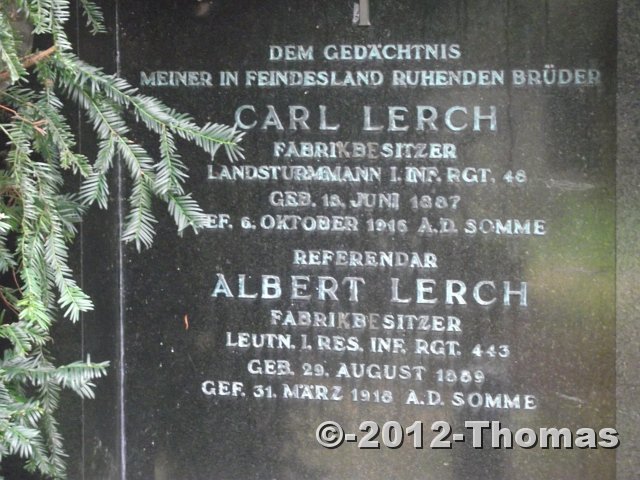 DEM GEDÄCHTNIS
MEINER IN FEINDESLAND RUHENDEN BRÜDER
CARL LERCH
FABRIKBESITZER
LANDSTURMMANN I. INF. RGT. 48
GEB. 18. JUNI 1887
GEF. 6. OKTOBER 1916 A.D. SOMME
REFERENDAR
ALBERT LERCH
FABRIKBESITZER
LEUTN. I. RES. INF. RGT. 443
GEB. 29. AUGUST 1889
GEF. 31. MÄRZ 1918 A.D. SOMME
©-2012-Thomas